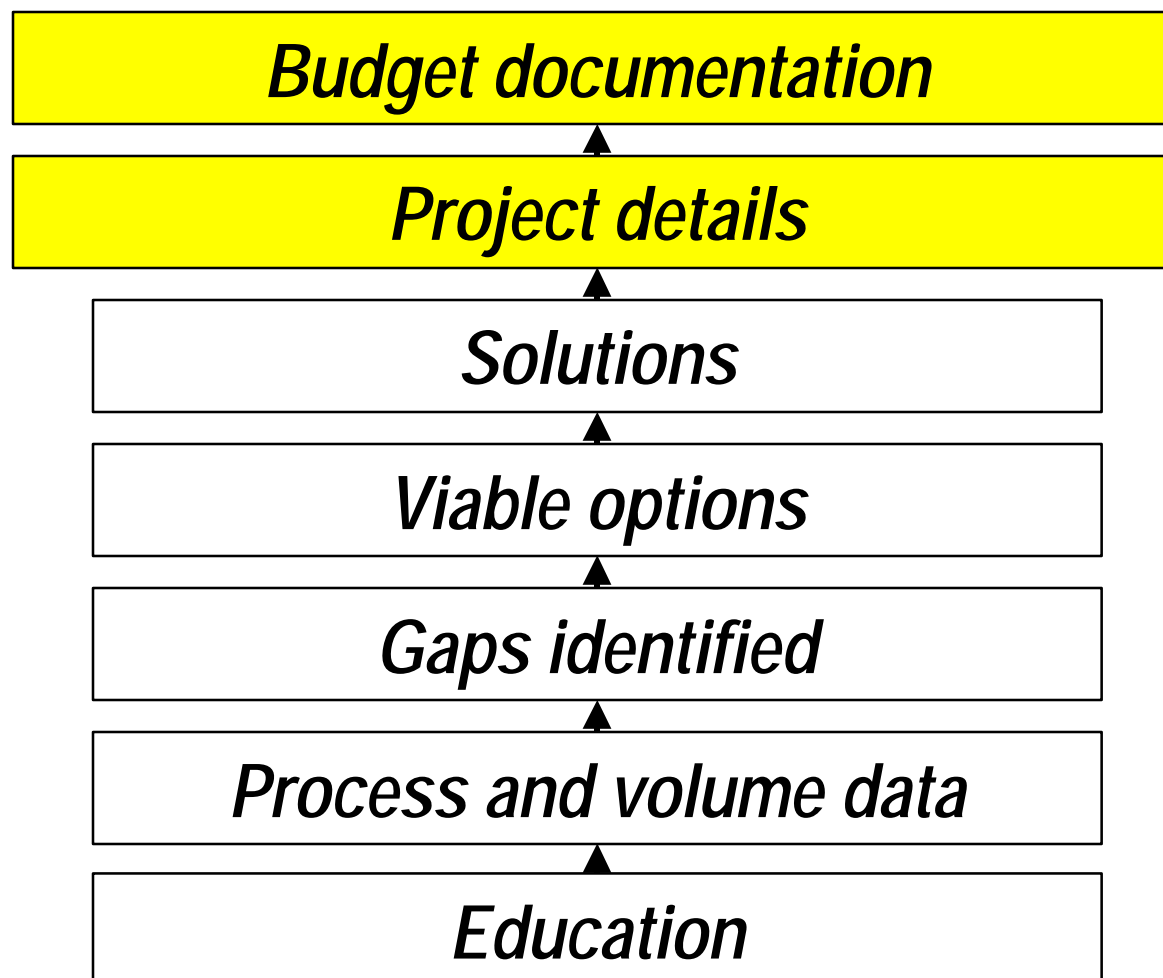 Budget documentation
Project details
Solutions
Viable options
Gaps identified
Process and volume data
Education